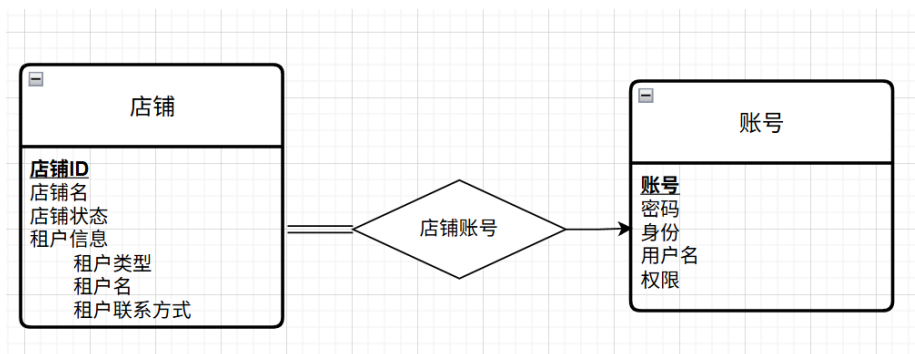 店铺
店铺ID
店铺名
店铺状态
租户信息
租户类型
租户名
租户联系方式
店铺账号
账号
账号
密码
身份
用户名
权限